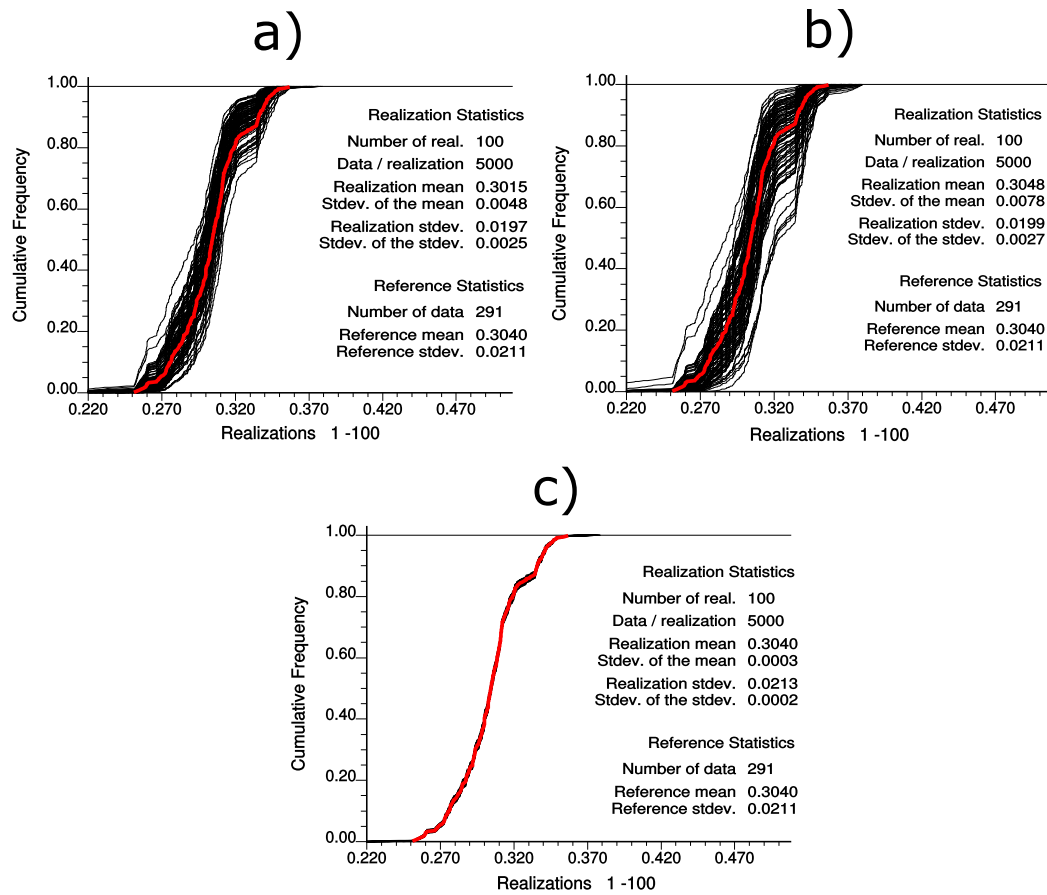 a)
1.00
0.80
0.60
0.40
0.20
0.00
Cumulative Frequency
0.220 0.270 0.320 0.370 0.420 0.470
Realizations 1 -100
Realization Statistics
Number of real. 100
Data / realization 5000
Realization mean 0.3015
Stdev. of the mean 0.0048
Realization stdev. 0.0197
Stdev. of the stdev. 0.0025
Reference Statistics
Number of data 291
Reference mean 0.3040
Reference stdev. 0.0211
b)
1.00
0.80
0.60
0.40
0.20
0.00
Cumulative Frequency
0.220 0.270 0.320 0.370 0.420 0.470
Realizations 1 -100
Realization Statistics
Number of real. 100
Data / realization 5000
Realization mean 0.3048
Stdev. of the mean 0.0078
Realization stdev. 0.0199
Stdev. of the stdev. 0.0027
Reference Statistics
Number of data 291
Reference mean 0.3040
Reference stdev. 0.0211
c)
1.00
0.80
0.60
0.40
0.20
0.00
Cumulative Frequency
0.220 0.270 0.320 0.370 0.420 0.470
Realizations 1 -100
Realization Statistics
Number of real. 100
Data / realization 5000
Realization mean 0.3040
Stdev. of the mean 0.0003
Realization stdev. 0.0213
Stdev. of the stdev. 0.0002
Reference Statistics
Number of data 291
Reference mean 0.3040
Reference stdev. 0.0211